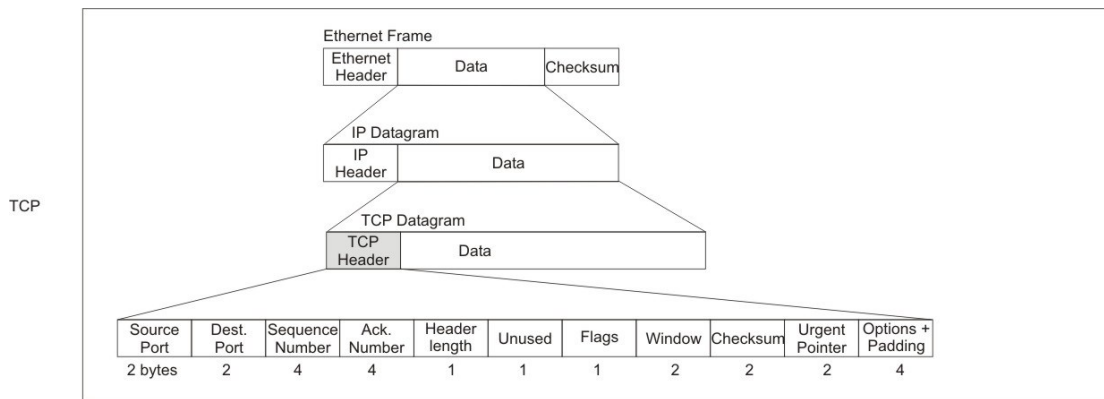 Ethernet Frame
Ethernet
Header
Data
Checksum
IP Datagram
IP
Header
Data
TCP
TCP Datagram
TCP
Header
Data
Source
Port
Dest.
Port
Sequence
Number
Ack.
Number
Header
length
Unused
Flags
Window
Checksum
Urgent
Pointer
Options +
Padding
2 bytes 2 4 4 1 1 1 2 2 2 4